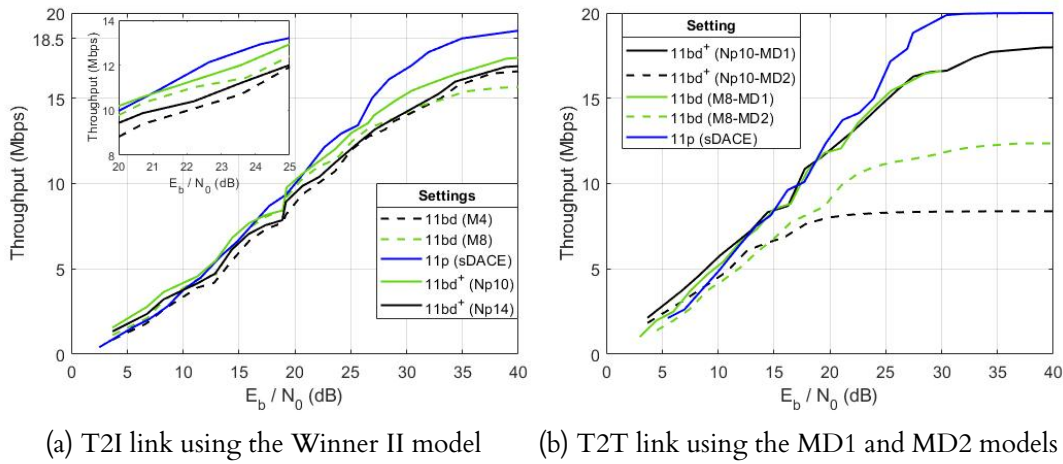 20
18.5
15
10
5
0
Throughput (Mbps)
0 5 10 15 20 25 30 35 40
E_b / N_0 (dB)
14
13
12
11
10
9
8
Throughput (Mbps)
20 21 22 23 24 25
E_b / N_0 (dB)
Settings
11bd (M4)
11bd (M8)
11p (sDACE)
11bd+ (Np10)
11bd+ (Np14)
(a) T2I link using the Winner II model
20
15
10
5
0
Throughput (Mbps)
0 5 10 15 20 25 30 35 40
E_b / N_0 (dB)
Setting
11bd+ (Np10-MD1)
11bd+ (Np10-MD2)
11bd (M8-MD1)
11bd (M8-MD2)
11p (sDACE)
(b) T2T link using the MD1 and MD2 models